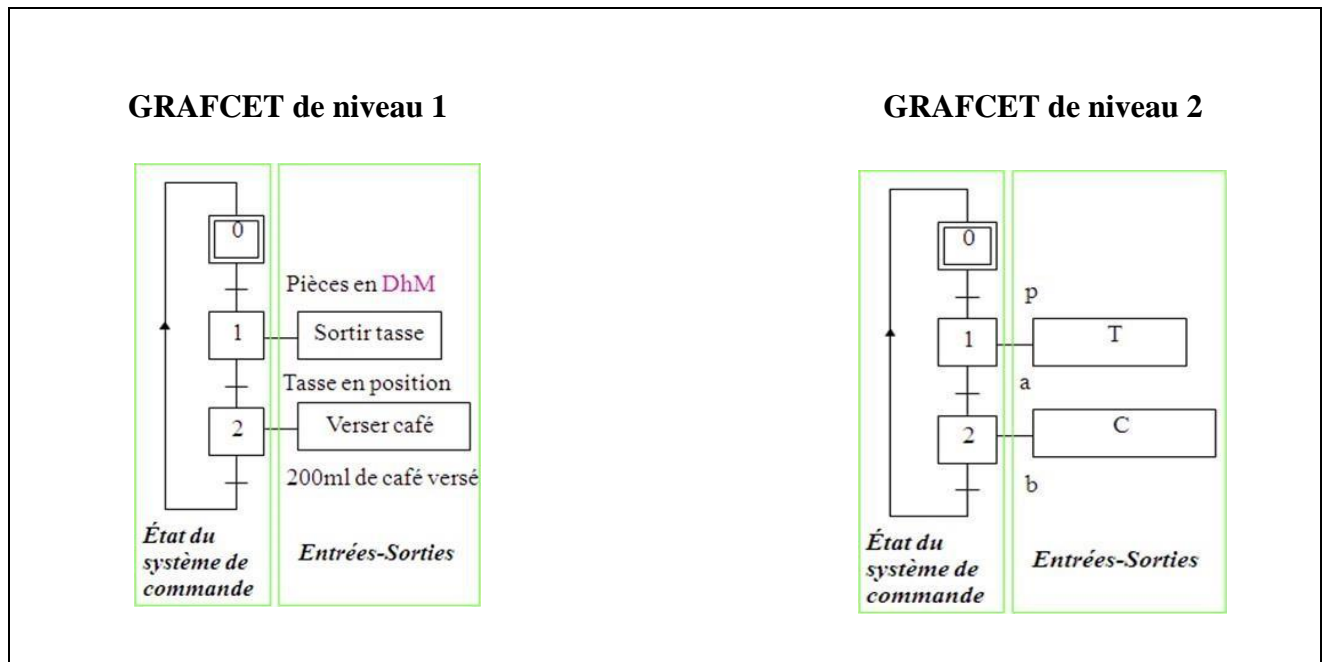 GRAFCET de niveau 1
0
Pièces en DhM
1
Sortir tasse
Tasse en position
2
Verser café
200ml de café versé
État du
système de
commande
Entrées-Sorties
GRAFCET de niveau 2
0
p
1
T
a
2
C
b
État du
système de
commande
Entrées-Sorties